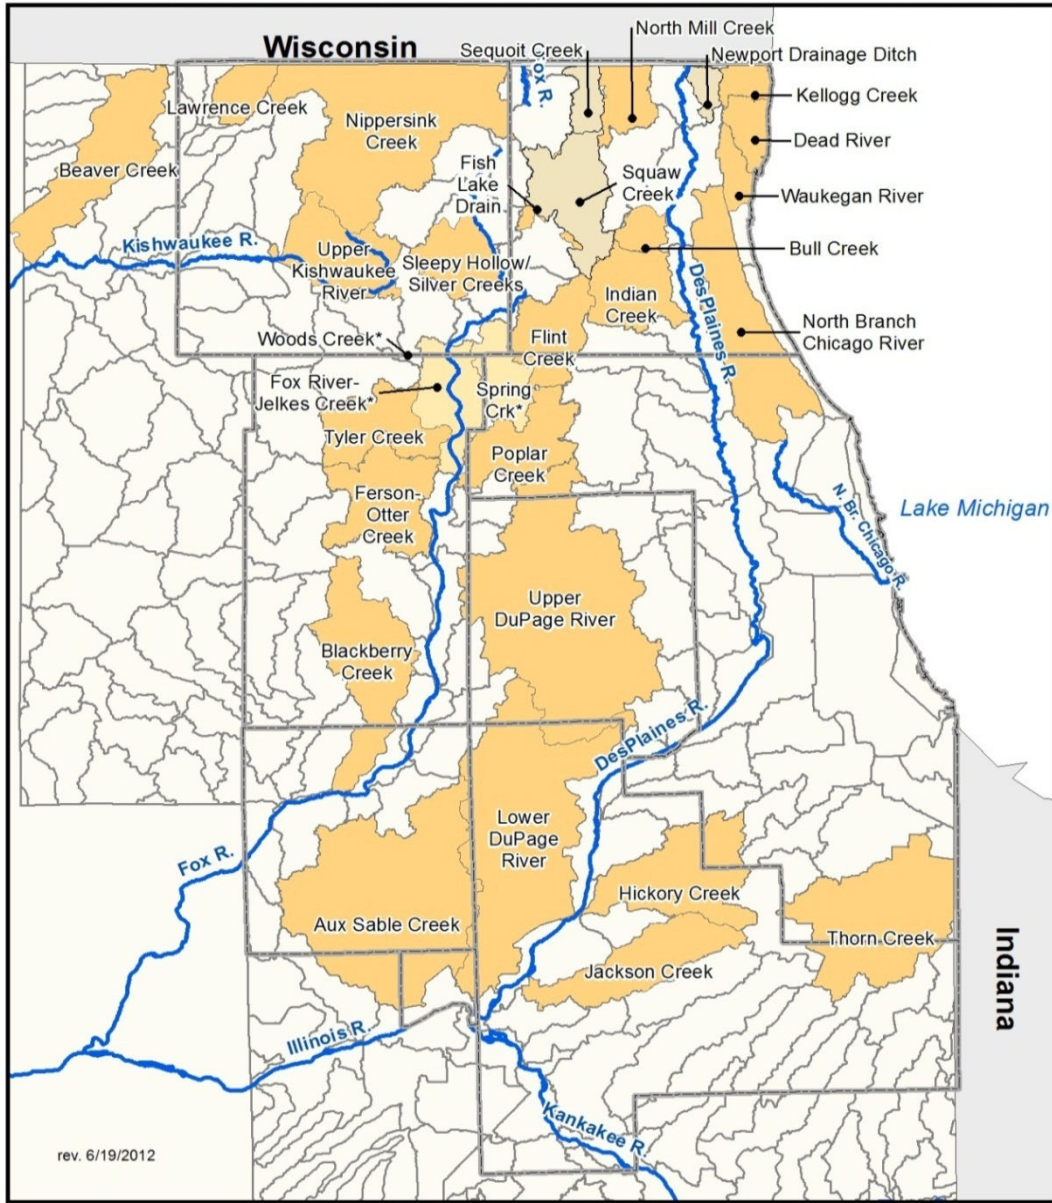 Wisconsin
North Mill Creek
Sequoit Creek
Newport Drainage Ditch
Fox R.
Kellogg Creek
Lawrence Creek
Nippersink
Creek
Dead River
Beaver Creek
Fish
Lake
Drain
Squaw
Creek
Waukegan River
Kishwaukee R.
Upper
Kishwaukee
River
Sleepy Hollow/
Silver Creeks
Bull Creek
DesPlaines R.
Indian
Creek
North Branch
Chicago River
Woods Creek*
Flint
Creek
Fox River-
Jelkes Creek*
Spring
Crk*
Tyler Creek
Poplar
Creek
Ferson-
Otter
Creek
N. Br. Chicago R.
Lake Michigan
Upper
DuPage River
Blackberry
Creek
DesPlaines R.
Lower
DuPage
River
Fox R.
Hickory Creek
Aux Sable Creek
Thorn Creek
Jackson Creek
Indiana
Illinois R.
Kankakee R.
rev. 6/19/2012